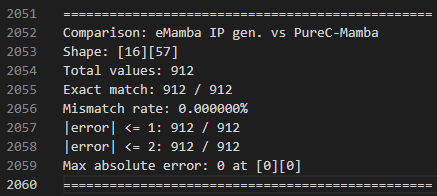 2051 ================================================
2052 Comparison: eMamba IP gen. vs PureC-Mamba
2053 Shape: [16][57]
2054 Total values: 912
2055 Exact match: 912 / 912
2056 Mismatch rate: 0.000000%
2057 |error| <= 1: 912 / 912
2058 |error| <= 2: 912 / 912
2059 Max absolute error: 0 at [0][0]
2060 ================================================